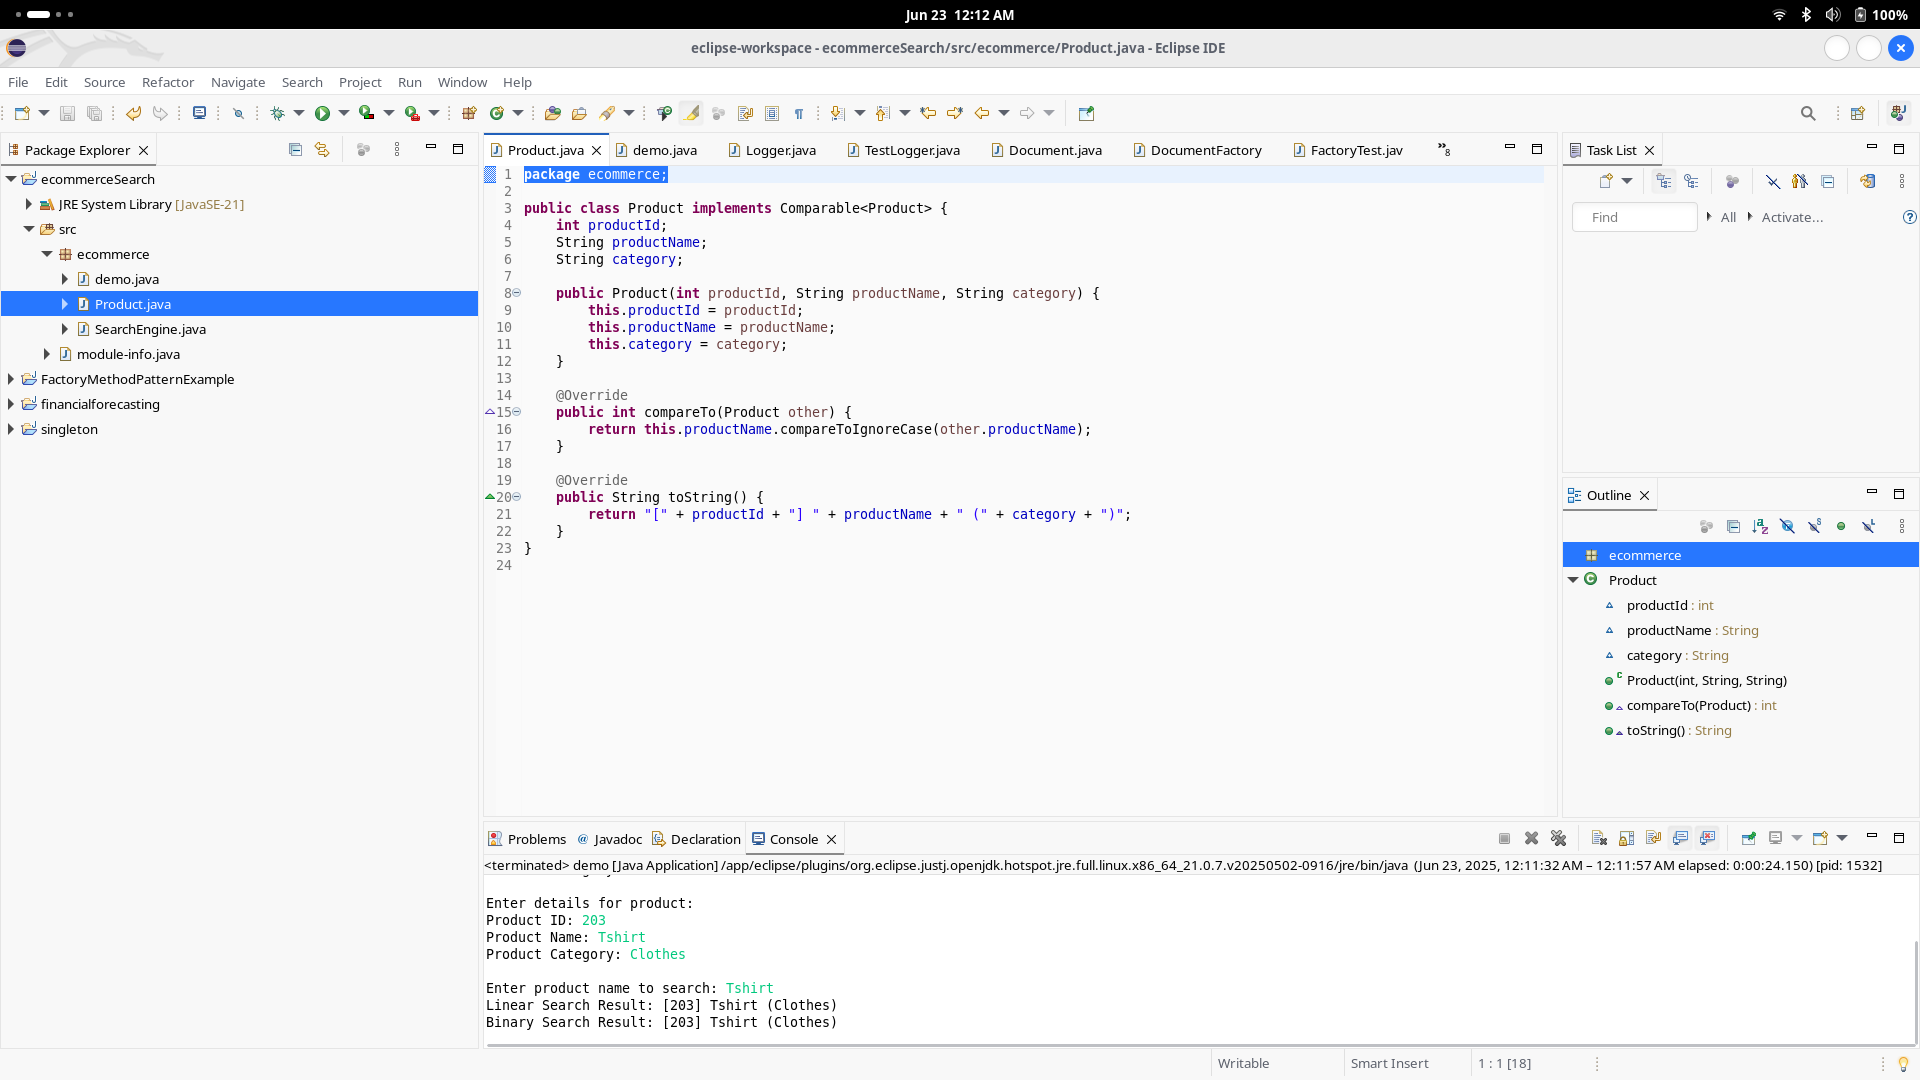 Jun 23 12:12 AM
100%
eclipse-workspace - ecommerceSearch/src/ecommerce/Product.java - Eclipse IDE
File Edit Source Refactor Navigate Search Project Run Window Help
Package Explorer
ecommerceSearch
JRE System Library [JavaSE-21]
src
ecommerce
demo.java
Product.java
SearchEngine.java
module-info.java
FactoryMethodPatternExample
financialforecasting
singleton
Product.java demo.java Logger.java TestLogger.java Document.java DocumentFactory FactoryTest.jav »8
1 package ecommerce;
2
3 public class Product implements Comparable<Product> {
4     int productId;
5     String productName;
6     String category;
7
8     public Product(int productId, String productName, String category) {
9         this.productId = productId;
10         this.productName = productName;
11         this.category = category;
12     }
13
14     @Override
15     public int compareTo(Product other) {
16         return this.productName.compareToIgnoreCase(other.productName);
17     }
18
19     @Override
20     public String toString() {
21         return "[" + productId + "] " + productName + " (" + category + ")";
22     }
23 }
24
Task List
Find All Activate...
Outline
ecommerce
Product
productId : int
productName : String
category : String
Product(int, String, String)
compareTo(Product) : int
toString() : String
Problems Javadoc Declaration Console
<terminated> demo [Java Application] /app/eclipse/plugins/org.eclipse.justj.openjdk.hotspot.jre.full.linux.x86_64_21.0.7.v20250502-0916/jre/bin/java (Jun 23, 2025, 12:11:32 AM – 12:11:57 AM elapsed: 0:00:24.150) [pid: 1532]
Enter details for product:
Product ID: 203
Product Name: Tshirt
Product Category: Clothes
Enter product name to search: Tshirt
Linear Search Result: [203] Tshirt (Clothes)
Binary Search Result: [203] Tshirt (Clothes)
Writable Smart Insert 1 : 1 [18]